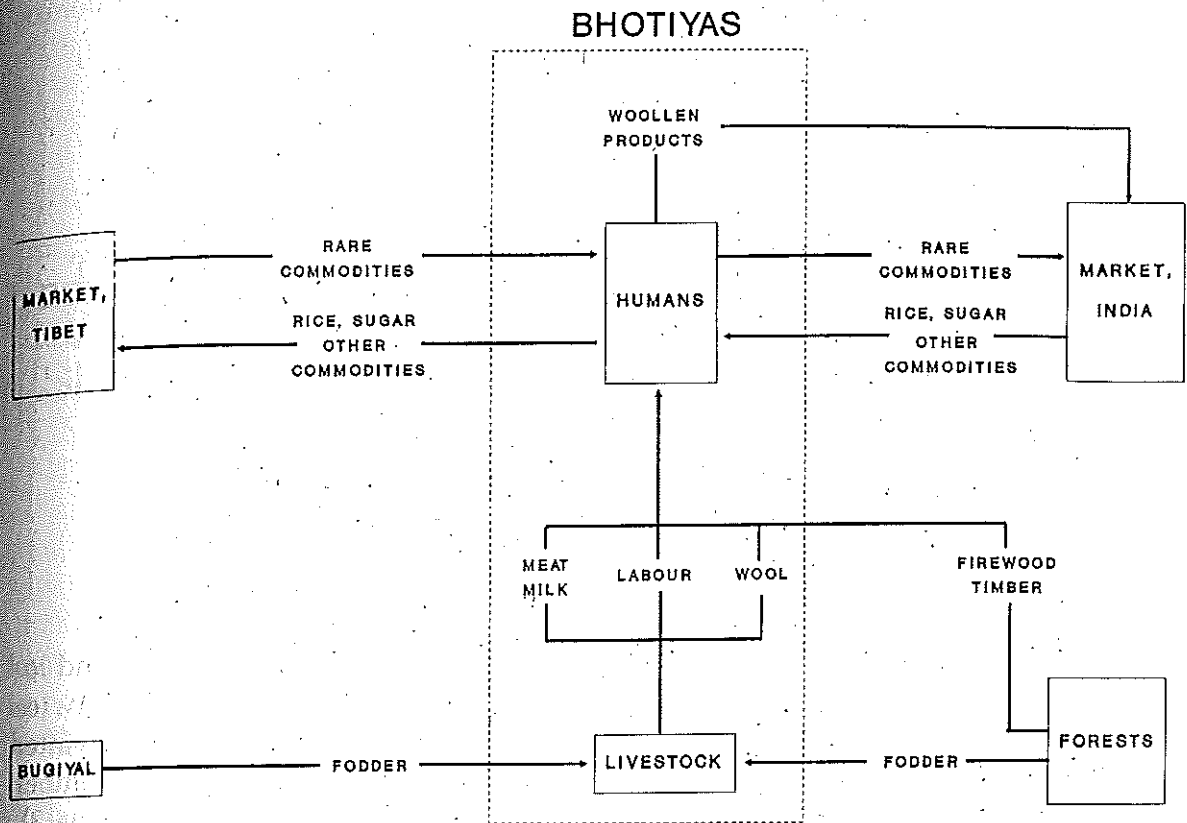 BHOTIYAS
WOOLLEN
PRODUCTS
RARE
COMMODITIES
RARE
COMMODITIES
MARKET,
TIBET
HUMANS
MARKET,
INDIA
RICE, SUGAR
OTHER
COMMODITIES
RICE, SUGAR
OTHER
COMMODITIES
MEAT
MILK
LABOUR
WOOL
FIREWOOD
TIMBER
BUGIYAL
FODDER
LIVESTOCK
FODDER
FORESTS